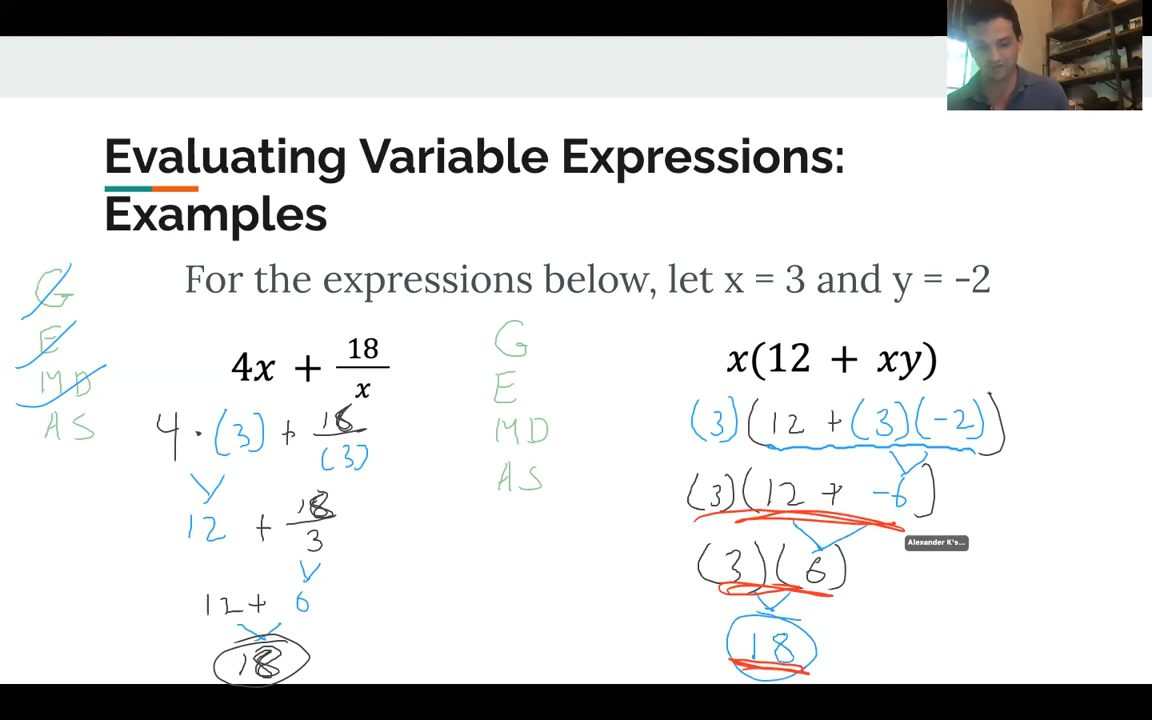 Evaluating Variable Expressions:
Examples
For the expressions below, let x = 3 and y = -2
G
E
MD
AS
4x + 18/x
4 · (3) + 18/(3)
12 + 18/3
12 + 6
18
G
E
MD
AS
x(12 + xy)
(3)(12 + (3)(-2))
(3)(12 + -6)
Alexander K's...
(3)(6)
18